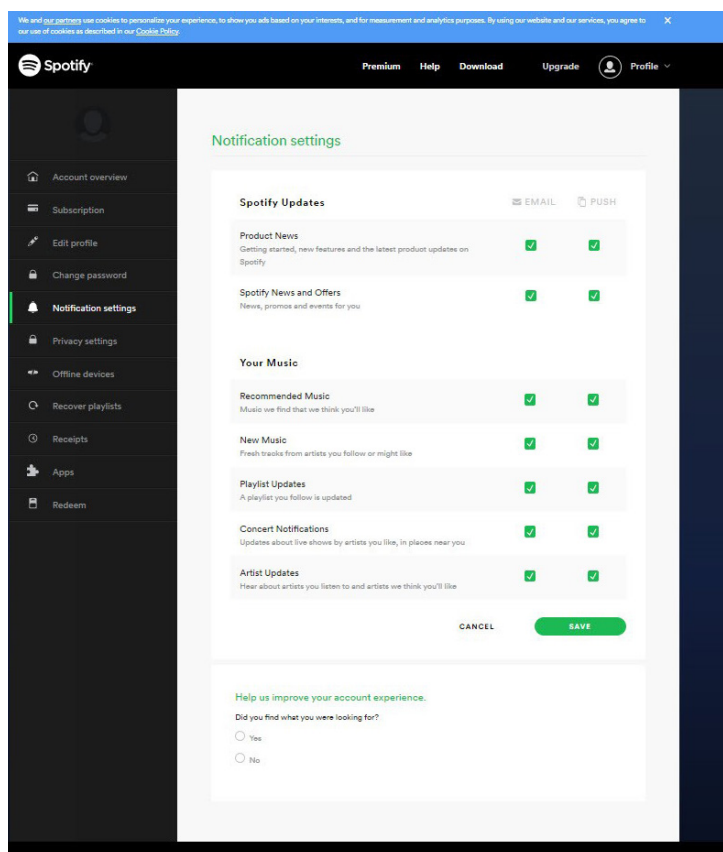 We and our partners use cookies to personalize your experience, to show you ads based on your interests, and for measurement and analytics purposes. By using our website and our services, you agree to
our use of cookies as described in our Cookie Policy.
Spotify
Premium Help Download Upgrade Profile
Notification settings
Account overview
Subscription
Edit profile
Change password
Notification settings
Privacy settings
Offline devices
Recover playlists
Receipts
Apps
Redeem
Spotify Updates EMAIL PUSH
Product News
Getting started, new features and the latest product updates on
Spotify
Spotify News and Offers
News, promos and events for you
Your Music
Recommended Music
Music we find that we think you'll like
New Music
Fresh tracks from artists you follow or might like
Playlist Updates
A playlist you follow is updated
Concert Notifications
Updates about live shows by artists you like, in places near you
Artist Updates
Hear about artists you listen to and artists we think you'll like
CANCEL SAVE
Help us improve your account experience.
Did you find what you were looking for?
Yes
No